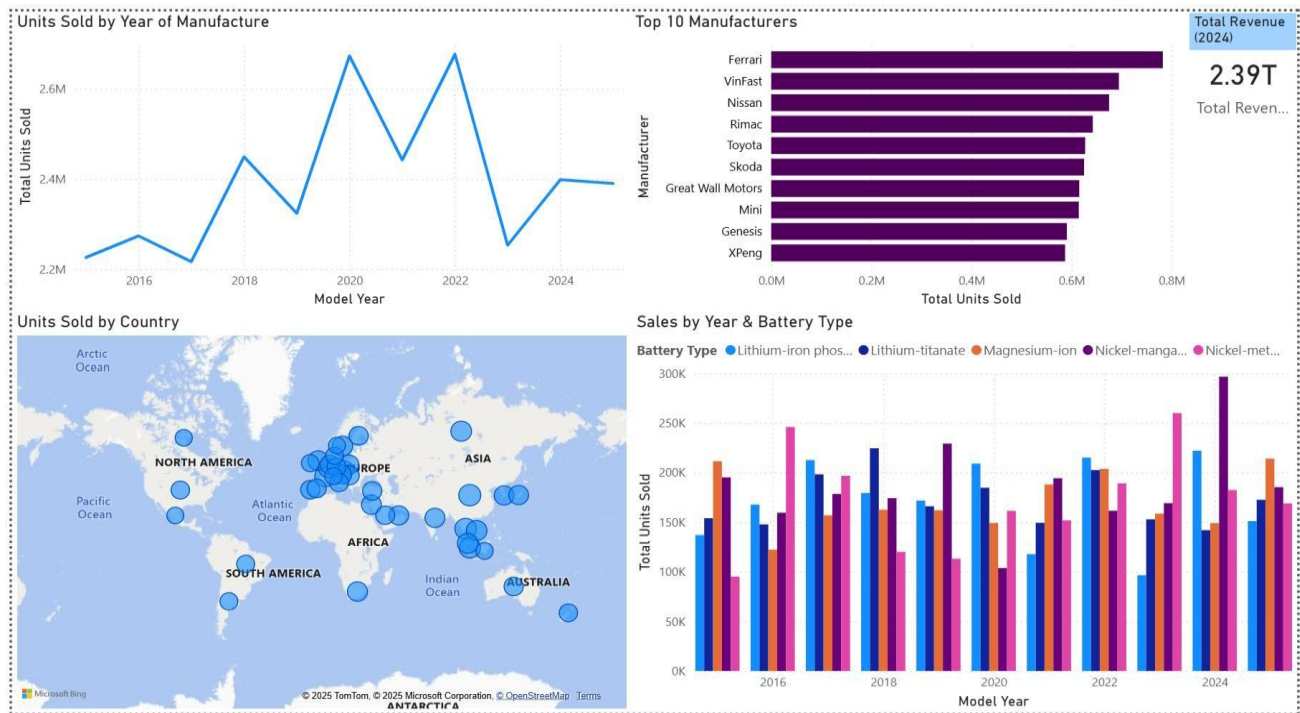 Units Sold by Year of Manufacture
Total Units Sold
2.6M
2.4M
2.2M
2016
2018
2020
2022
2024
Model Year
Top 10 Manufacturers
Manufacturer
Ferrari
VinFast
Nissan
Rimac
Toyota
Skoda
Great Wall Motors
Mini
Genesis
XPeng
0.0M
0.2M
0.4M
0.6M
0.8M
Total Units Sold
Total Revenue
(2024)
2.39T
Total Reven...
Units Sold by Country
Arctic
Ocean
NORTH AMERICA
EUROPE
ASIA
Pacific
Ocean
Atlantic
Ocean
AFRICA
SOUTH AMERICA
Indian
Ocean
AUSTRALIA
Microsoft Bing
© 2025 TomTom, © 2025 Microsoft Corporation, © OpenStreetMap Terms
ANTARCTICA
Sales by Year & Battery Type
Battery Type
Lithium-iron phos...
Lithium-titanate
Magnesium-ion
Nickel-manga...
Nickel-met...
Total Units Sold
300K
250K
200K
150K
100K
50K
0K
2016
2018
2020
2022
2024
Model Year